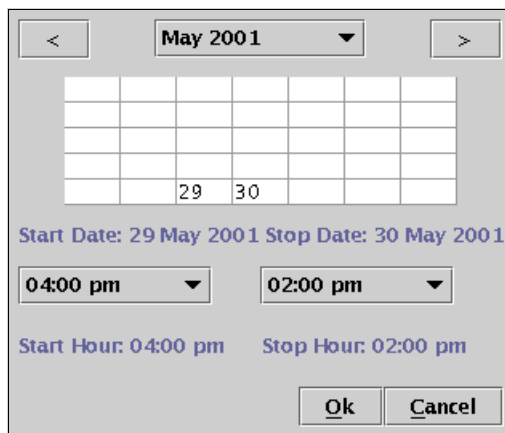 < May 2001 >
29 30
Start Date: 29 May 2001 Stop Date: 30 May 2001
04:00 pm 02:00 pm
Start Hour: 04:00 pm Stop Hour: 02:00 pm
Ok Cancel